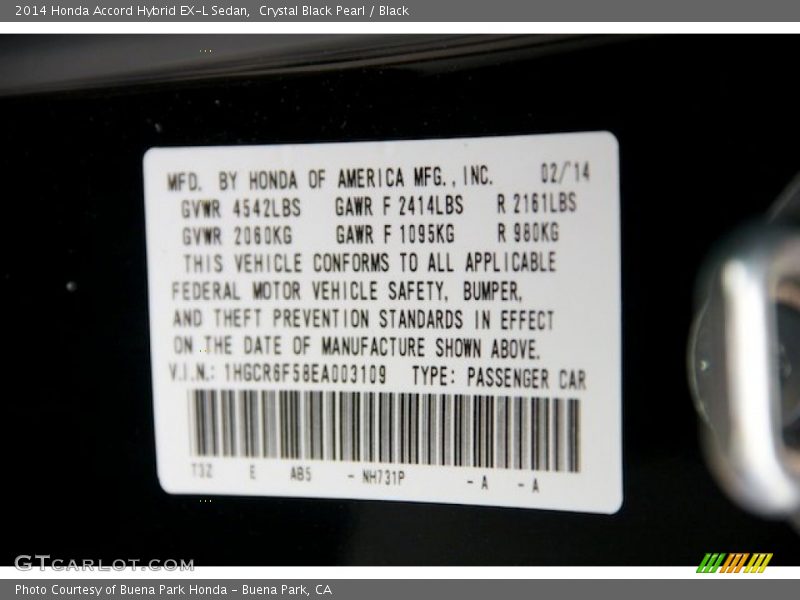 2014 Honda Accord Hybrid EX-L Sedan,  Crystal Black Pearl / Black
MFD. BY HONDA OF AMERICA MFG., INC. 02/'14
GVWR 4542LBS GAWR F 2414LBS R 2161LBS
GVWR 2060KG GAWR F 1095KG R 980KG
THIS VEHICLE CONFORMS TO ALL APPLICABLE
FEDERAL MOTOR VEHICLE SAFETY, BUMPER,
AND THEFT PREVENTION STANDARDS IN EFFECT
ON THE DATE OF MANUFACTURE SHOWN ABOVE.
V.I.N.: 1HGCR6F58EA003109 TYPE: PASSENGER CAR
T3Z E AB5 - NH731P - A - A
GTCARLOT.COM
Photo Courtesy of Buena Park Honda - Buena Park, CA